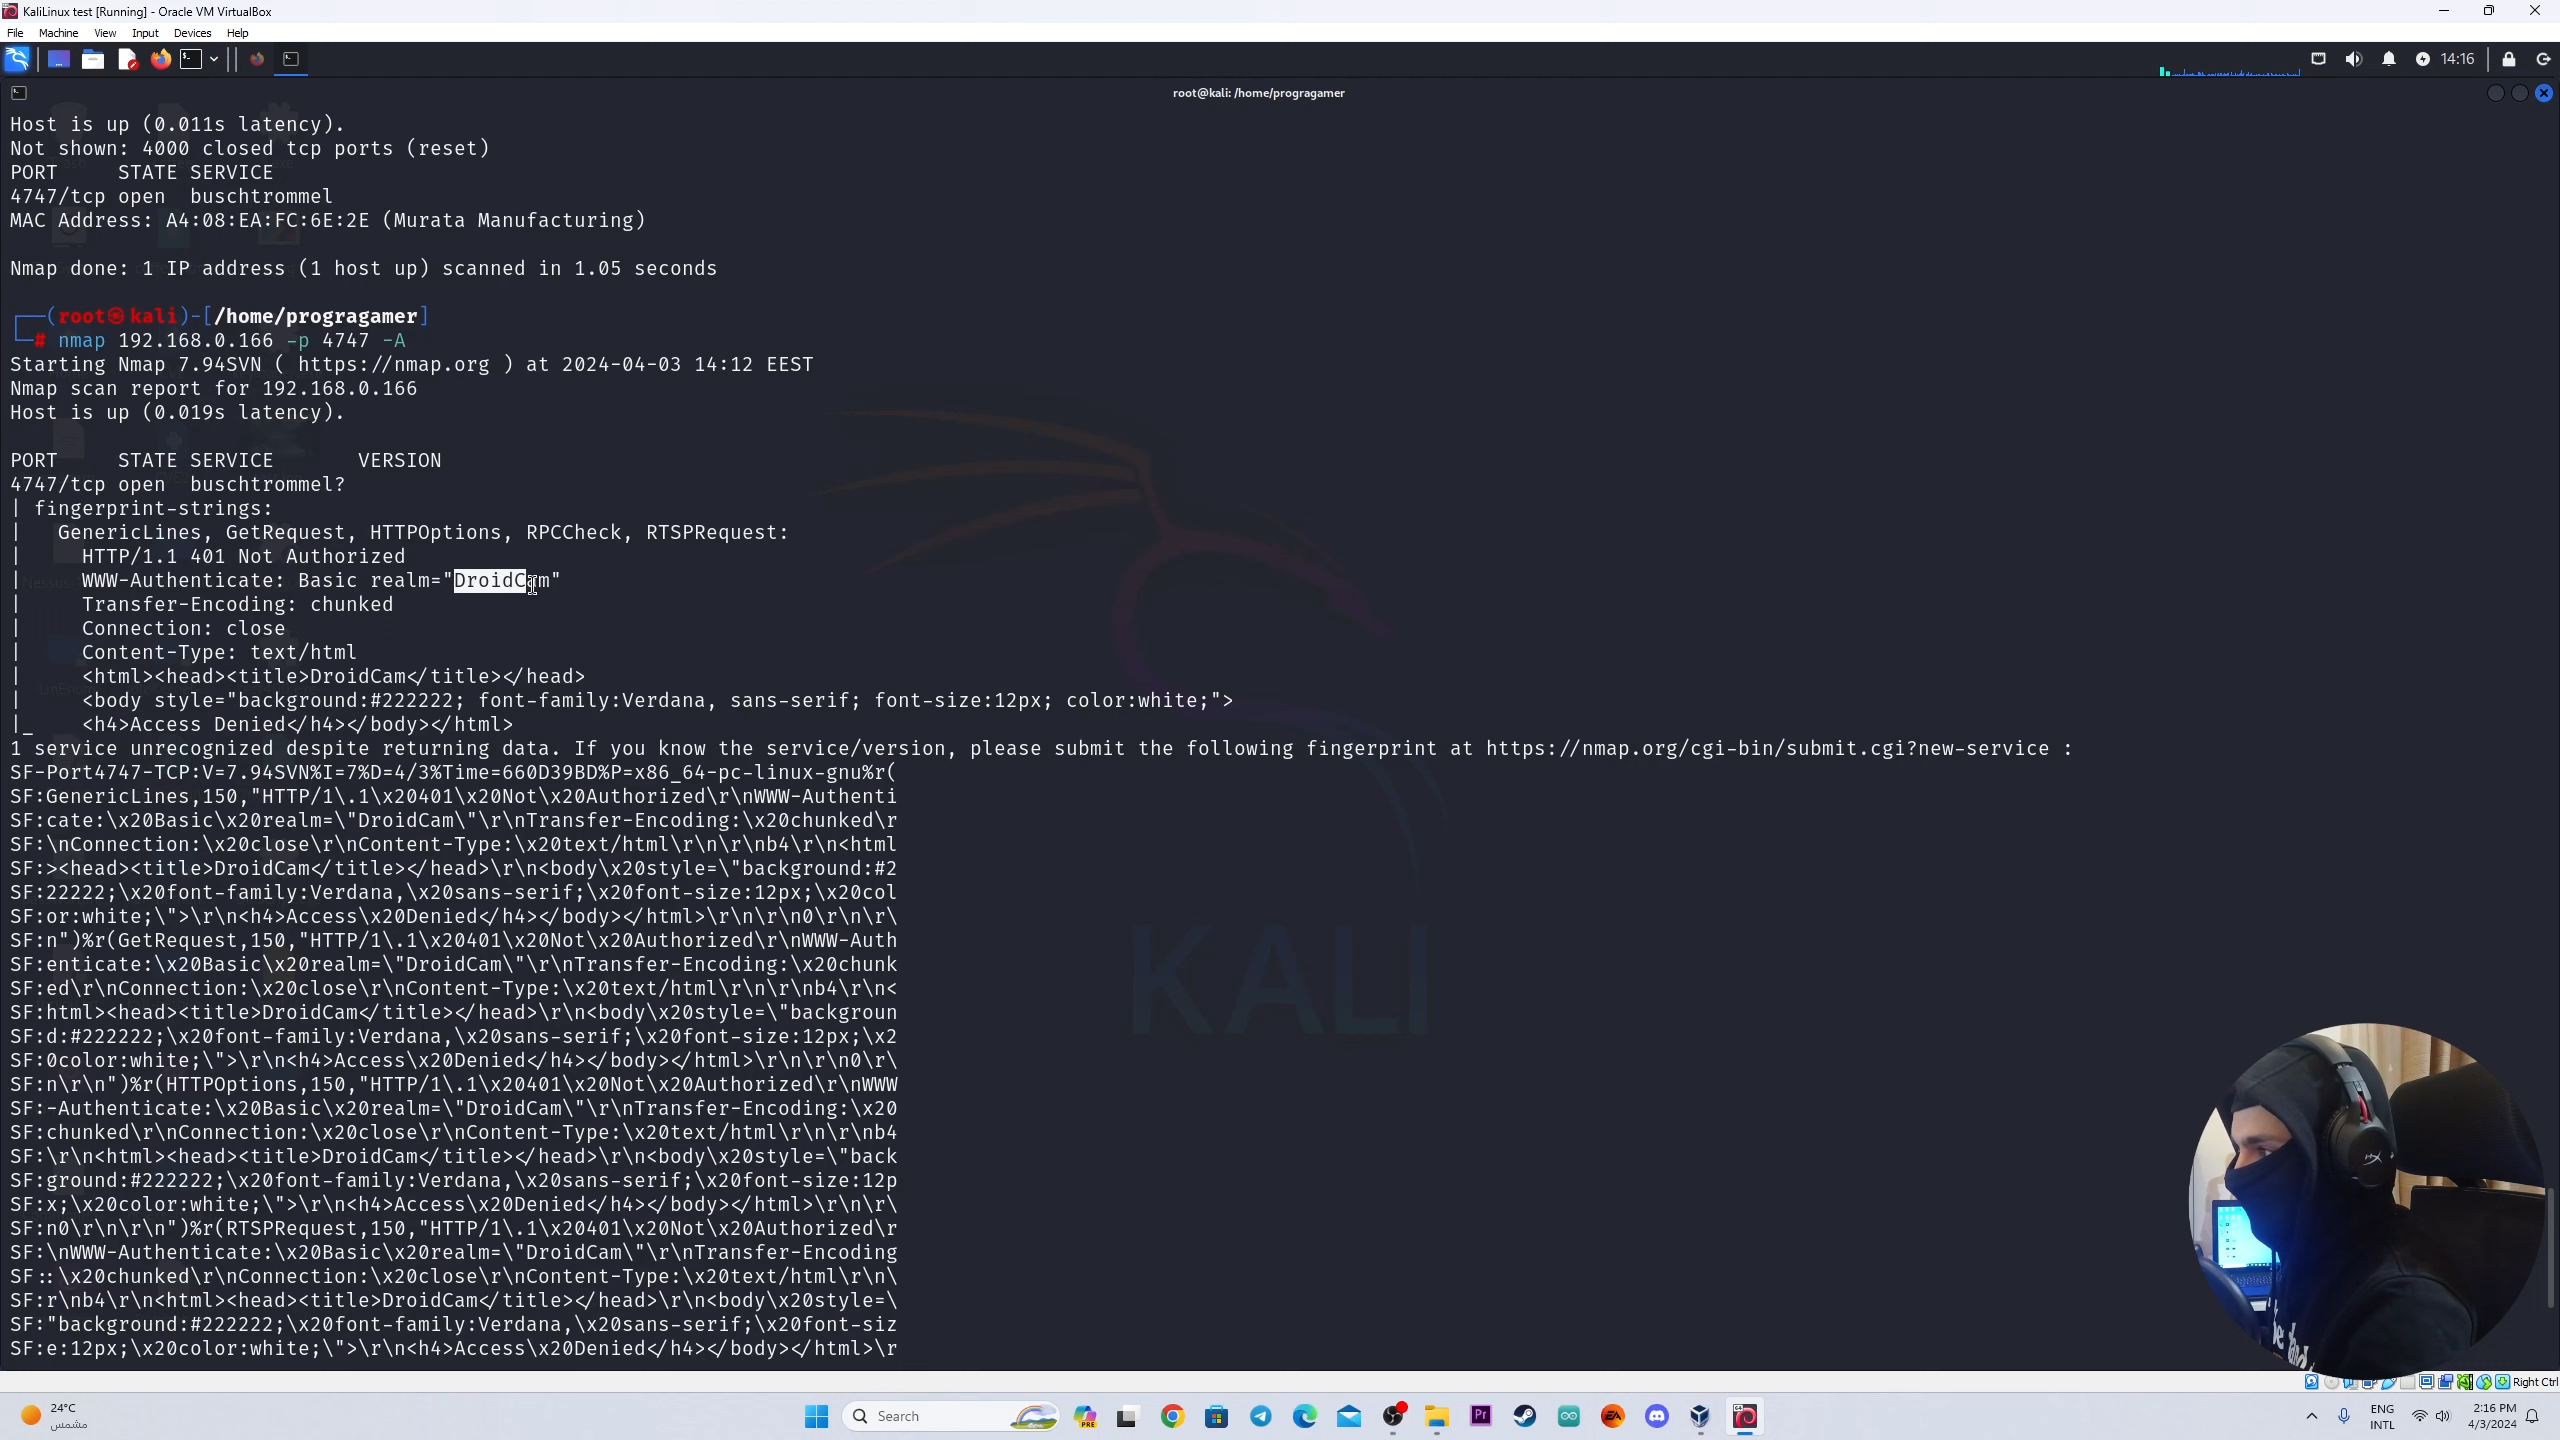 KaliLinux test [Running] - Oracle VM VirtualBox
File Machine View Input Devices Help
14:16
root@kali: /home/progragamer
Host is up (0.011s latency).
Not shown: 4000 closed tcp ports (reset)
PORT     STATE SERVICE
4747/tcp open  buschtrommel
MAC Address: A4:08:EA:FC:6E:2E (Murata Manufacturing)
Nmap done: 1 IP address (1 host up) scanned in 1.05 seconds
┌──(root㉿kali)-[/home/progragamer]
└─# nmap 192.168.0.166 -p 4747 -A
Starting Nmap 7.94SVN ( https://nmap.org ) at 2024-04-03 14:12 EEST
Nmap scan report for 192.168.0.166
Host is up (0.019s latency).
PORT     STATE SERVICE       VERSION
4747/tcp open  buschtrommel?
| fingerprint-strings:
|   GenericLines, GetRequest, HTTPOptions, RPCCheck, RTSPRequest:
|     HTTP/1.1 401 Not Authorized
|     WWW-Authenticate: Basic realm="DroidCam"
|     Transfer-Encoding: chunked
|     Connection: close
|     Content-Type: text/html
|     <html><head><title>DroidCam</title></head>
|     <body style="background:#222222; font-family:Verdana, sans-serif; font-size:12px; color:white;">
|_    <h4>Access Denied</h4></body></html>
1 service unrecognized despite returning data. If you know the service/version, please submit the following fingerprint at https://nmap.org/cgi-bin/submit.cgi?new-service :
SF-Port4747-TCP:V=7.94SVN%I=7%D=4/3%Time=660D39BD%P=x86_64-pc-linux-gnu%r(
SF:GenericLines,150,"HTTP/1\.1\x20401\x20Not\x20Authorized\r\nWWW-Authenti
SF:cate:\x20Basic\x20realm=\"DroidCam\"\r\nTransfer-Encoding:\x20chunked\r
SF:\nConnection:\x20close\r\nContent-Type:\x20text/html\r\n\r\nb4\r\n<html
SF:><head><title>DroidCam</title></head>\r\n<body\x20style=\"background:#2
SF:22222;\x20font-family:Verdana,\x20sans-serif;\x20font-size:12px;\x20col
SF:or:white;\">\r\n<h4>Access\x20Denied</h4></body></html>\r\n\r\n0\r\n\r\
SF:n")%r(GetRequest,150,"HTTP/1\.1\x20401\x20Not\x20Authorized\r\nWWW-Auth
SF:enticate:\x20Basic\x20realm=\"DroidCam\"\r\nTransfer-Encoding:\x20chunk
SF:ed\r\nConnection:\x20close\r\nContent-Type:\x20text/html\r\n\r\nb4\r\n<
SF:html><head><title>DroidCam</title></head>\r\n<body\x20style=\"backgroun
SF:d:#222222;\x20font-family:Verdana,\x20sans-serif;\x20font-size:12px;\x2
SF:0color:white;\">\r\n<h4>Access\x20Denied</h4></body></html>\r\n\r\n0\r\
SF:n\r\n")%r(HTTPOptions,150,"HTTP/1\.1\x20401\x20Not\x20Authorized\r\nWWW
SF:-Authenticate:\x20Basic\x20realm=\"DroidCam\"\r\nTransfer-Encoding:\x20
SF:chunked\r\nConnection:\x20close\r\nContent-Type:\x20text/html\r\n\r\nb4
SF:\r\n<html><head><title>DroidCam</title></head>\r\n<body\x20style=\"back
SF:ground:#222222;\x20font-family:Verdana,\x20sans-serif;\x20font-size:12p
SF:x;\x20color:white;\">\r\n<h4>Access\x20Denied</h4></body></html>\r\n\r\
SF:n0\r\n\r\n")%r(RTSPRequest,150,"HTTP/1\.1\x20401\x20Not\x20Authorized\r
SF:\nWWW-Authenticate:\x20Basic\x20realm=\"DroidCam\"\r\nTransfer-Encoding
SF::\x20chunked\r\nConnection:\x20close\r\nContent-Type:\x20text/html\r\n\
SF:r\nb4\r\n<html><head><title>DroidCam</title></head>\r\n<body\x20style=\
SF:"background:#222222;\x20font-family:Verdana,\x20sans-serif;\x20font-siz
SF:e:12px;\x20color:white;\">\r\n<h4>Access\x20Denied</h4></body></html>\r
KALI
Right Ctrl
24°C
مشمس
Search
PRE
Pr
EA
ENG
INTL
2:16 PM
4/3/2024